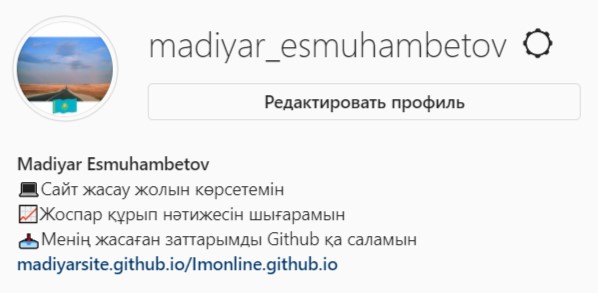 madiyar_esmuhambetov
Редактировать профиль
Madiyar Esmuhambetov
Сайт жасау жолын көрсетемін
Жоспар құрып нәтижесін шығарамын
Менің жасаған заттарымды Github қа саламын
madiyarsite.github.io/Imonline.github.io